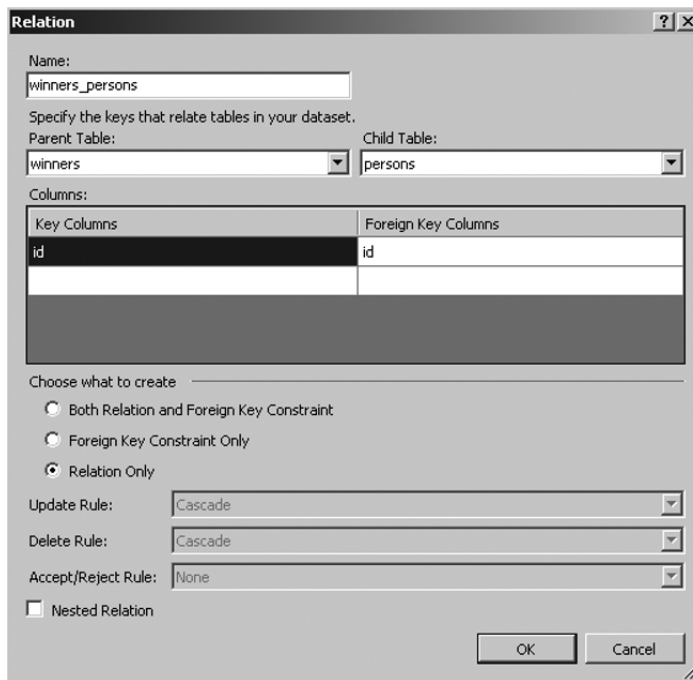 Relation
Name:
winners_persons
Specify the keys that relate tables in your dataset.
Parent Table: Child Table:
winners persons
Columns:
Key Columns Foreign Key Columns
id id
Choose what to create
Both Relation and Foreign Key Constraint
Foreign Key Constraint Only
Relation Only
Update Rule: Cascade
Delete Rule: Cascade
Accept/Reject Rule: None
Nested Relation
OK Cancel